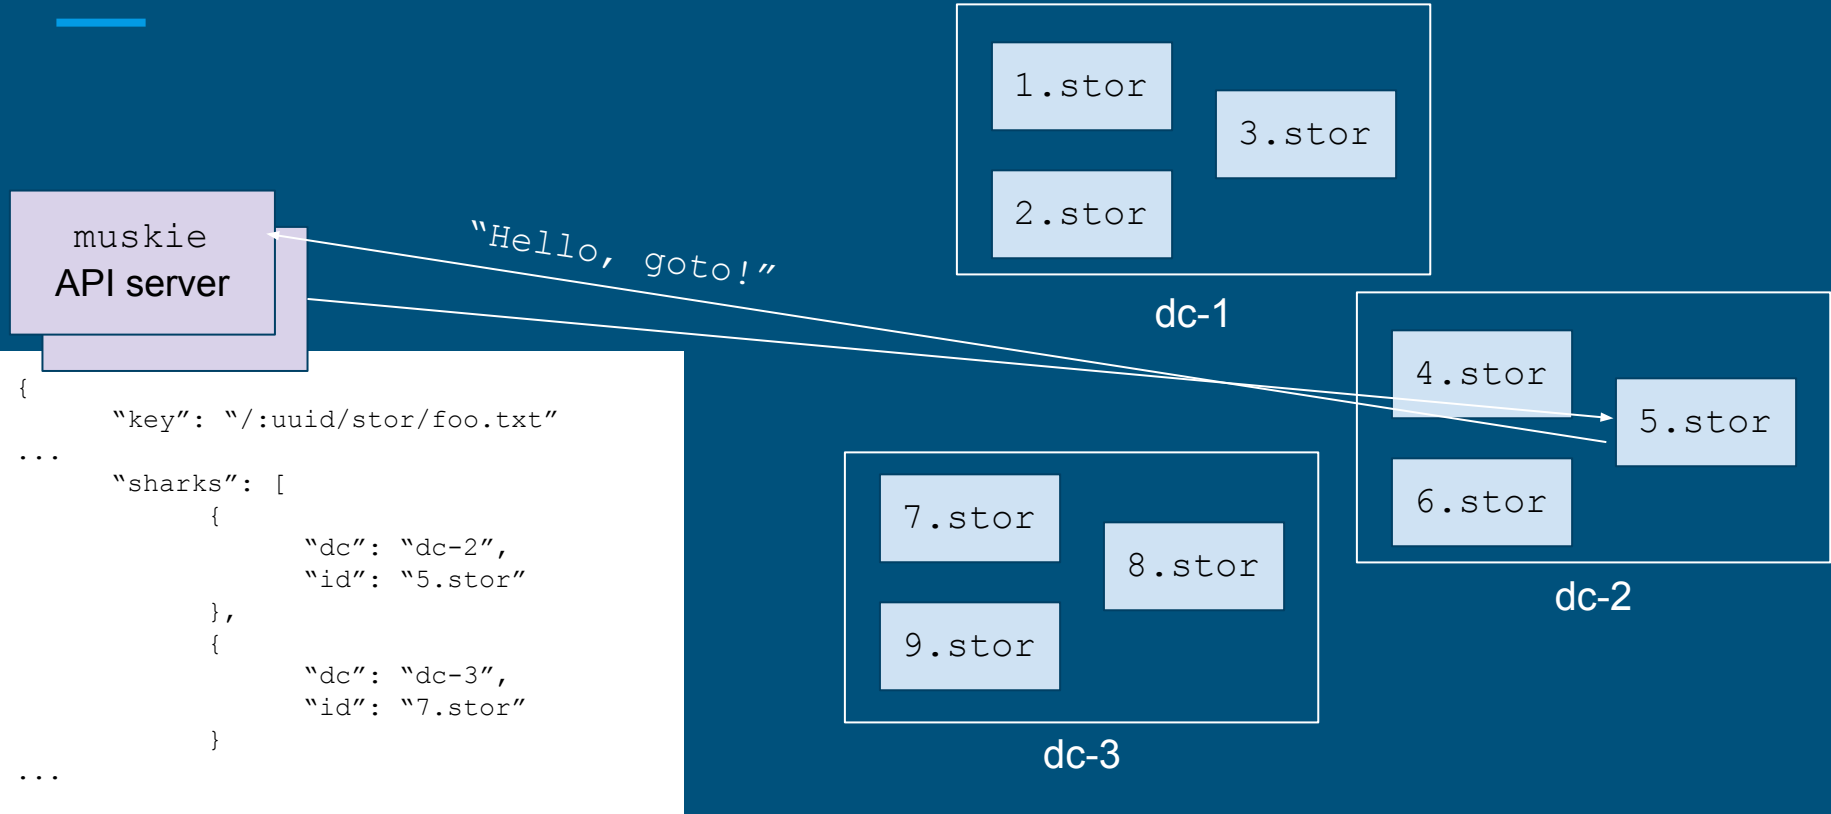 1.stor
3.stor
2.stor
dc-1
muskie
API server
“Hello, goto!”
4.stor
5.stor
6.stor
dc-2
7.stor
8.stor
9.stor
dc-3
{
“key”: “/:uuid/stor/foo.txt”
...
“sharks”: [
{
“dc”: “dc-2”,
“id”: “5.stor”
},
{
“dc”: “dc-3”,
“id”: “7.stor”
}
...